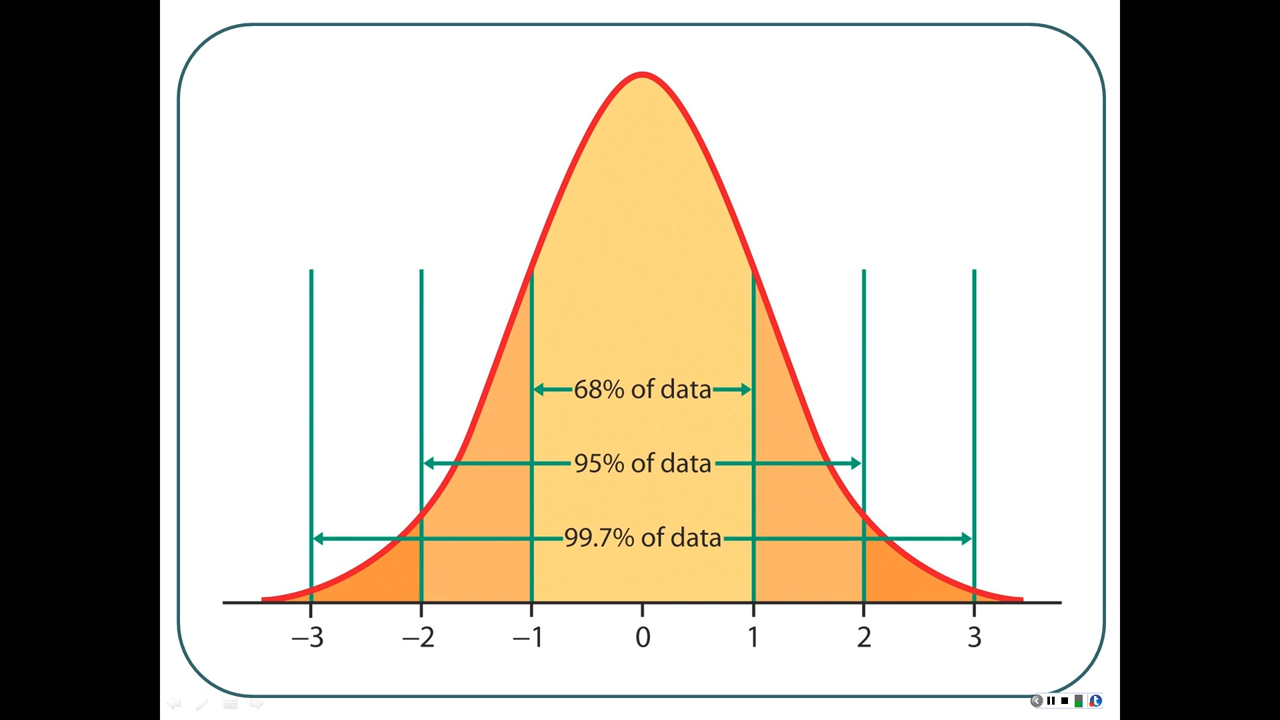 68% of data
95% of data
99.7% of data
−3 −2 −1 0 1 2 3